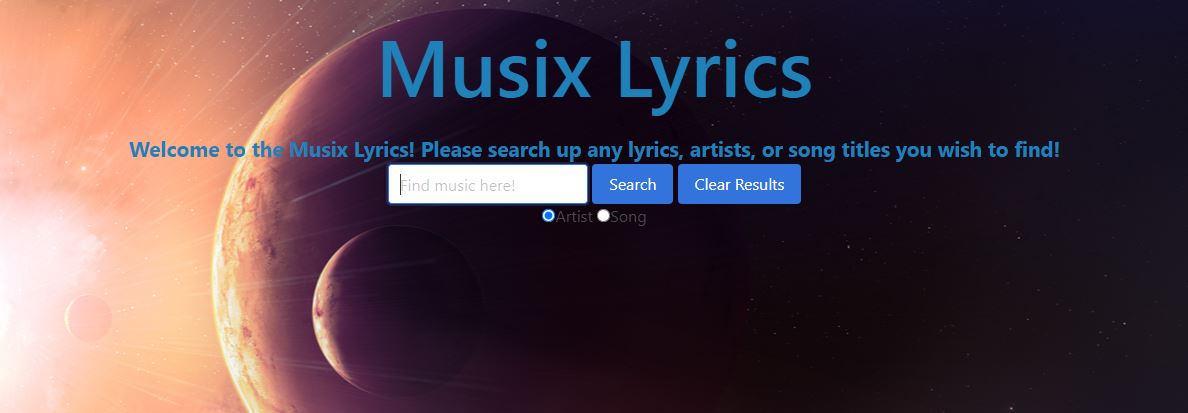 Musix Lyrics
Welcome to the Musix Lyrics! Please search up any lyrics, artists, or song titles you wish to find!
Find music here! Search Clear Results
Artist Song